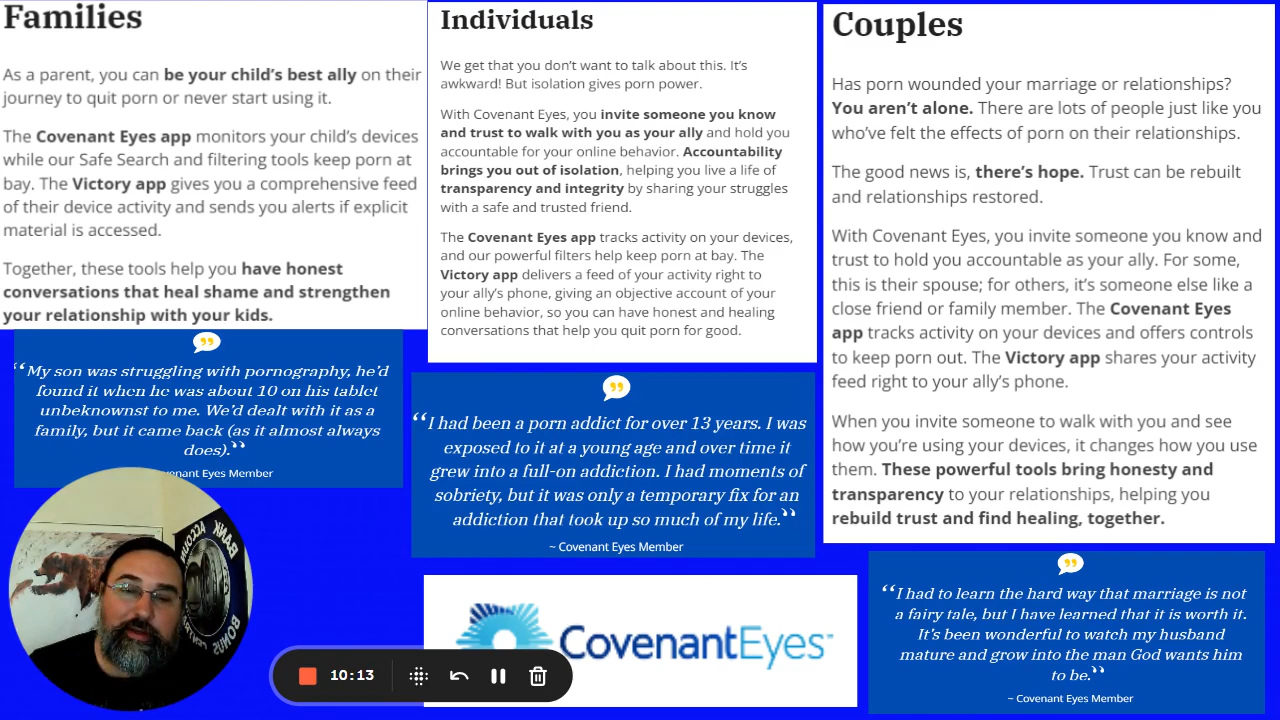 Families
As a parent, you can be your child's best ally on their
journey to quit porn or never start using it.
The Covenant Eyes app monitors your child's devices
while our Safe Search and filtering tools keep porn at
bay. The Victory app gives you a comprehensive feed
of their device activity and sends you alerts if explicit
material is accessed.
Together, these tools help you have honest
conversations that heal shame and strengthen
your relationship with your kids.
“My son was struggling with pornography, he’d
found it when he was about 10 on his tablet
unbeknownst to me. We’d dealt with it as a
family, but it came back (as it almost always
does).”
enant Eyes Member
Individuals
We get that you don’t want to talk about this. It’s
awkward! But isolation gives porn power.
With Covenant Eyes, you invite someone you know
and trust to walk with you as your ally and hold you
accountable for your online behavior. Accountability
brings you out of isolation, helping you live a life of
transparency and integrity by sharing your struggles
with a safe and trusted friend.
The Covenant Eyes app tracks activity on your devices,
and our powerful filters help keep porn at bay. The
Victory app delivers a feed of your activity right to
your ally’s phone, giving an objective account of your
online behavior, so you can have honest and healing
conversations that help you quit porn for good.
“I had been a porn addict for over 13 years. I was
exposed to it at a young age and over time it
grew into a full-on addiction. I had moments of
sobriety, but it was only a temporary fix for an
addiction that took up so much of my life.”
~ Covenant Eyes Member
CovenantEyes
10:13
Couples
Has porn wounded your marriage or relationships?
You aren’t alone. There are lots of people just like you
who’ve felt the effects of porn on their relationships.
The good news is, there’s hope. Trust can be rebuilt
and relationships restored.
With Covenant Eyes, you invite someone you know and
trust to hold you accountable as your ally. For some,
this is their spouse; for others, it’s someone else like a
close friend or family member. The Covenant Eyes
app tracks activity on your devices and offers controls
to keep porn out. The Victory app shares your activity
feed right to your ally’s phone.
When you invite someone to walk with you and see
how you’re using your devices, it changes how you use
them. These powerful tools bring honesty and
transparency to your relationships, helping you
rebuild trust and find healing, together.
“I had to learn the hard way that marriage is not
a fairy tale, but I have learned that it is worth it.
It’s been wonderful to watch my husband
mature and grow into the man God wants him
to be.”
~ Covenant Eyes Member
BANK ACCOUN
BONUS CENTR